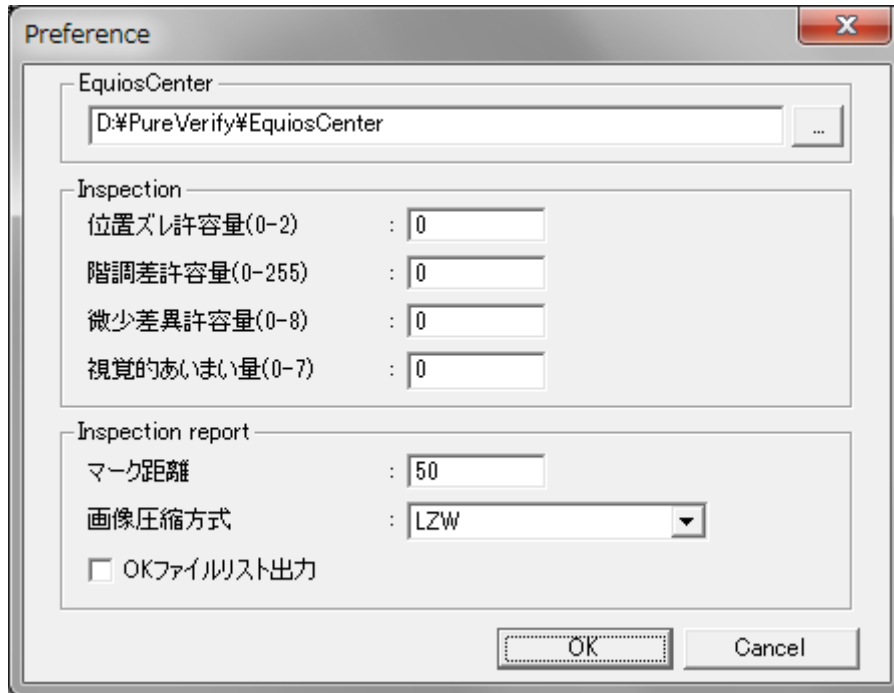 Preference
EquiosCenter
D:¥PureVerify¥EquiosCenter
...
Inspection
位置ズレ許容量(0-2) : 0
階調差許容量(0-255) : 0
微少差異許容量(0-8) : 0
視覚的あいまい量(0-7) : 0
Inspection report
マーク距離 : 50
画像圧縮方式 : LZW
OKファイルリスト出力
OK Cancel